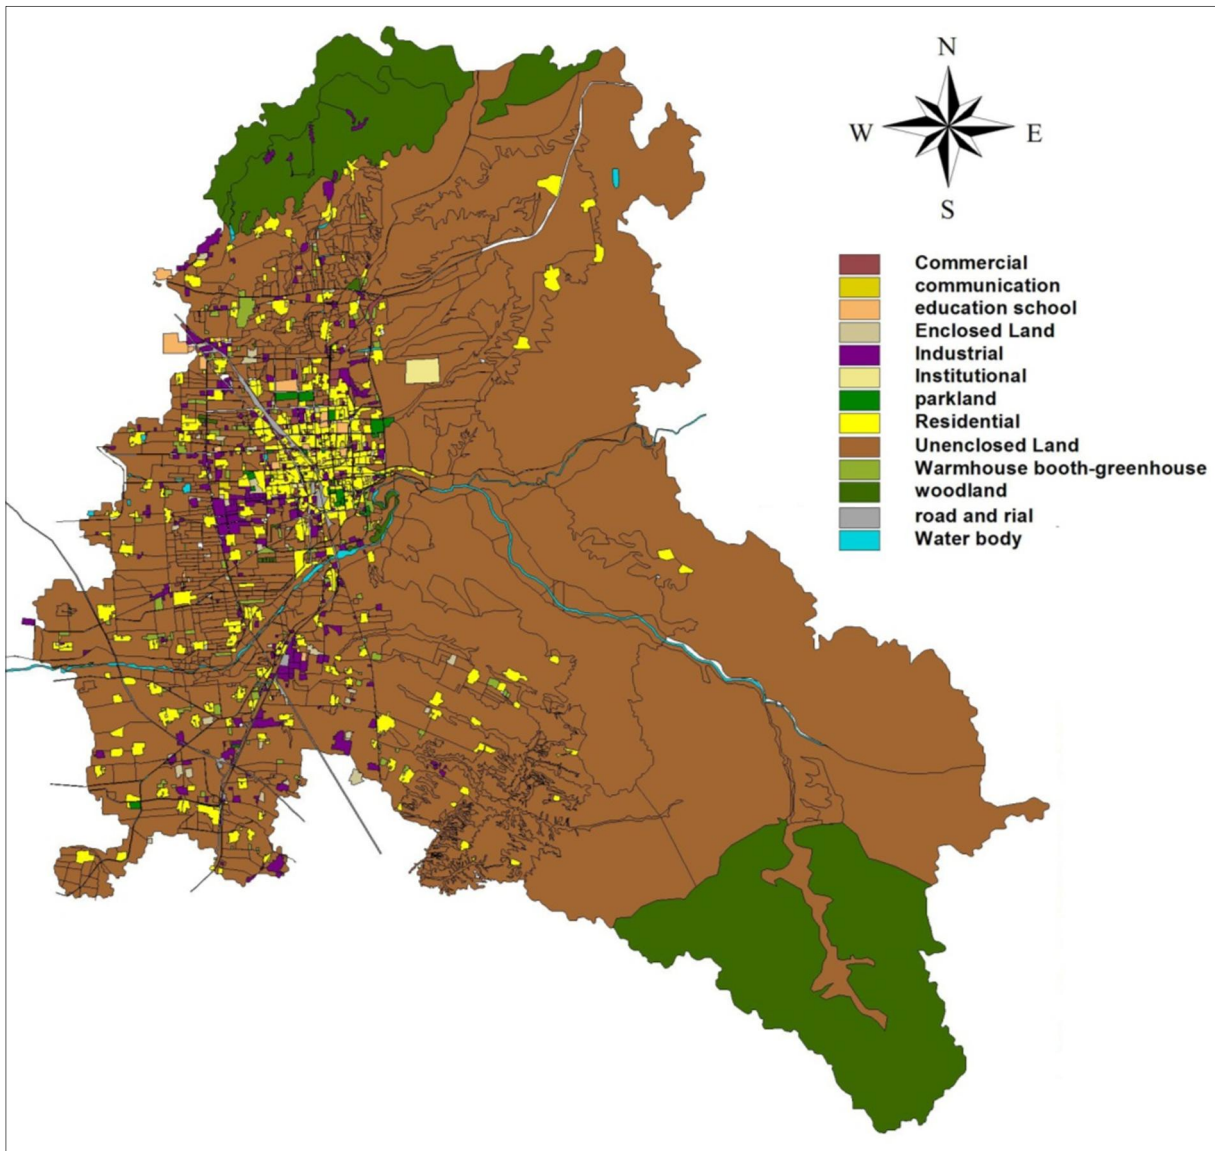 N
W E
S
Commercial
communication
education school
Enclosed Land
Industrial
Institutional
parkland
Residential
Unenclosed Land
Warmhouse booth-greenhouse
woodland
road and rial
Water body